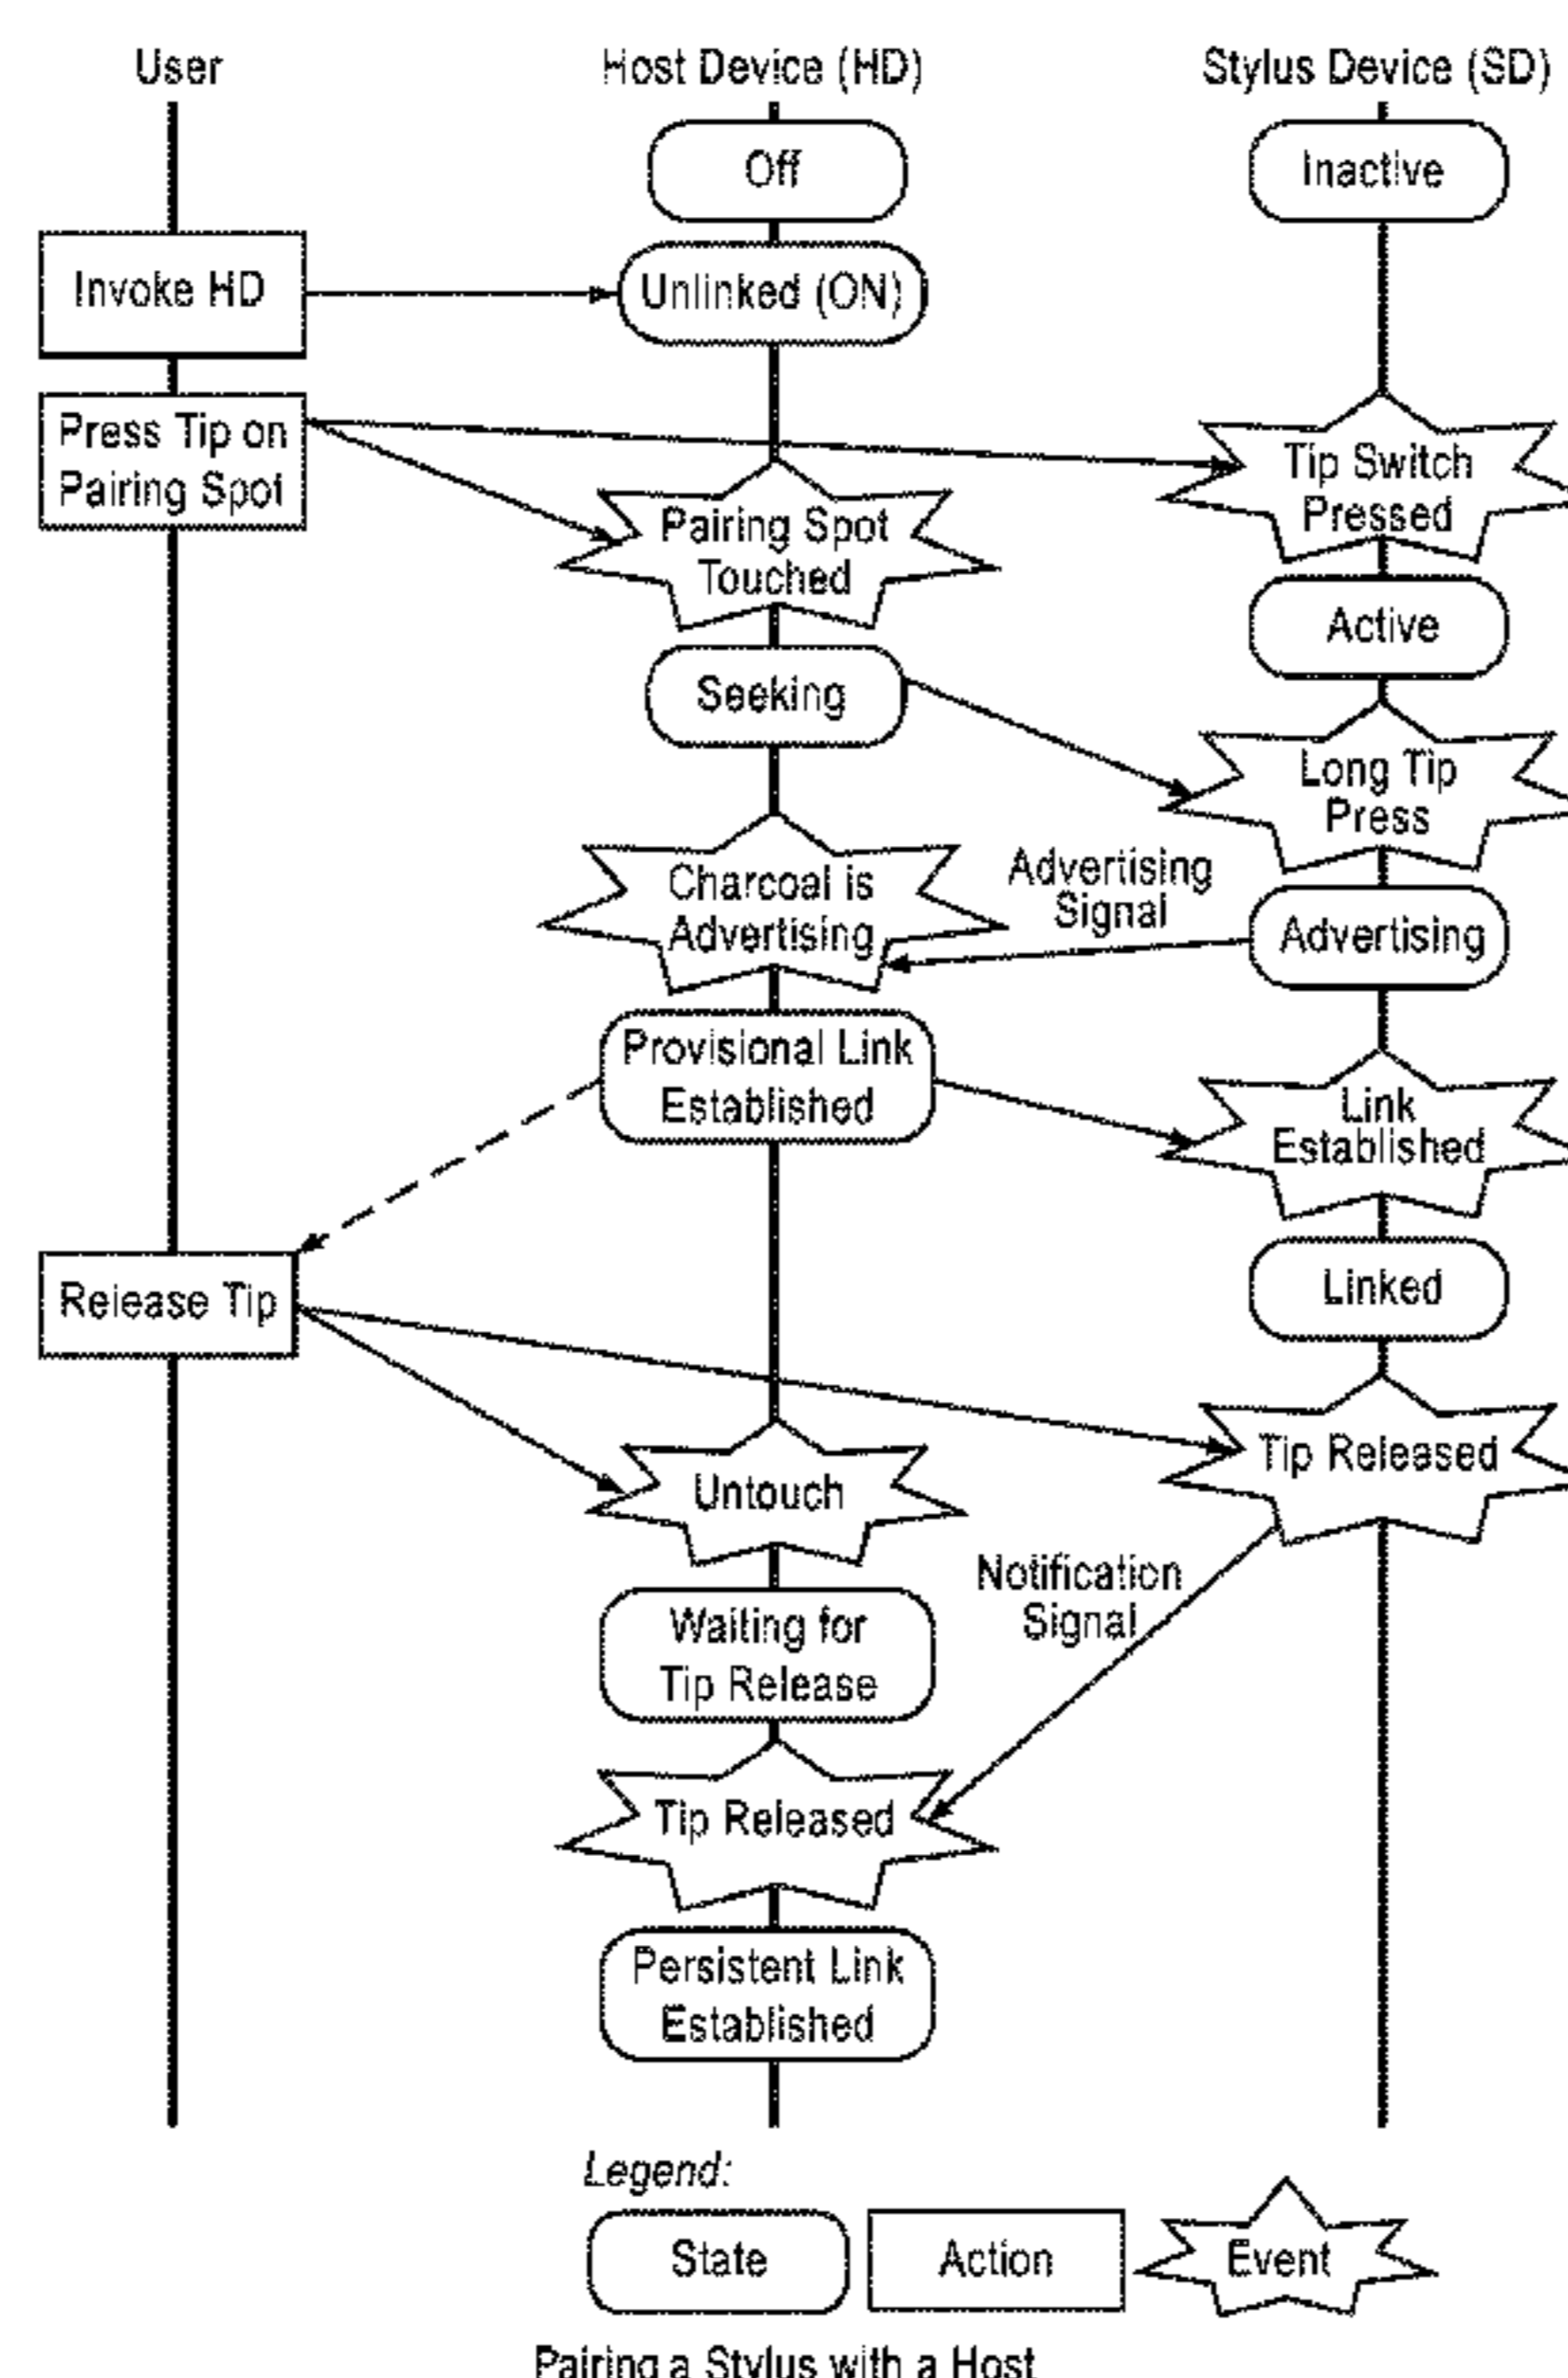 User
Host Device (HD)
Stylus Device (SD)
Off
Inactive
Invoke HD
Unlinked (ON)
Press Tip on
Pairing Spot
Tip Switch
Pressed
Pairing Spot
Touched
Active
Seeking
Long Tip
Press
Charcoal is
Advertising
Advertising
Signal
Advertising
Provisional Link
Established
Link
Established
Release Tip
Linked
Untouch
Tip Released
Notification
Signal
Waiting for
Tip Release
Tip Released
Persistent Link
Established
Legend:
State
Action
Event
Pairing a Stylus with a Host